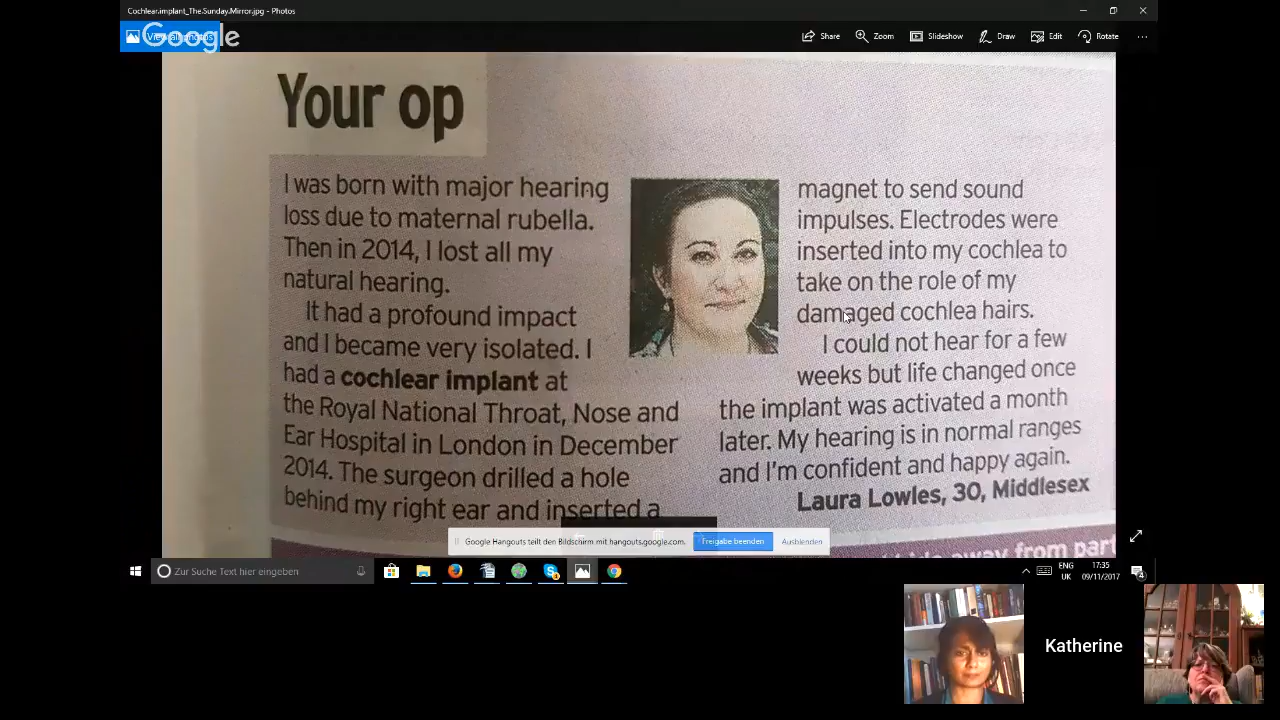 Cochlear.implant_The.Sunday.Mirror.jpg - Photos
Google
Share
Zoom
Slideshow
Draw
Edit
Rotate
Your op
I was born with major hearing
loss due to maternal rubella.
Then in 2014, I lost all my
natural hearing.
It had a profound impact
and I became very isolated. I
had a cochlear implant at
the Royal National Throat, Nose and
Ear Hospital in London in December
2014. The surgeon drilled a hole
behind my right ear and inserted a
magnet to send sound
impulses. Electrodes were
inserted into my cochlea to
take on the role of my
damaged cochlea hairs.
I could not hear for a few
weeks but life changed once
the implant was activated a month
later. My hearing is in normal ranges
and I'm confident and happy again.
Laura Lowles, 30, Middlesex
away from
Google Hangouts teilt den Bildschirm mit hangouts.google.com.
Freigabe beenden
Ausblenden
Zur Suche Text hier eingeben
ENG
UK
17:35
09/11/2017
4
Katherine